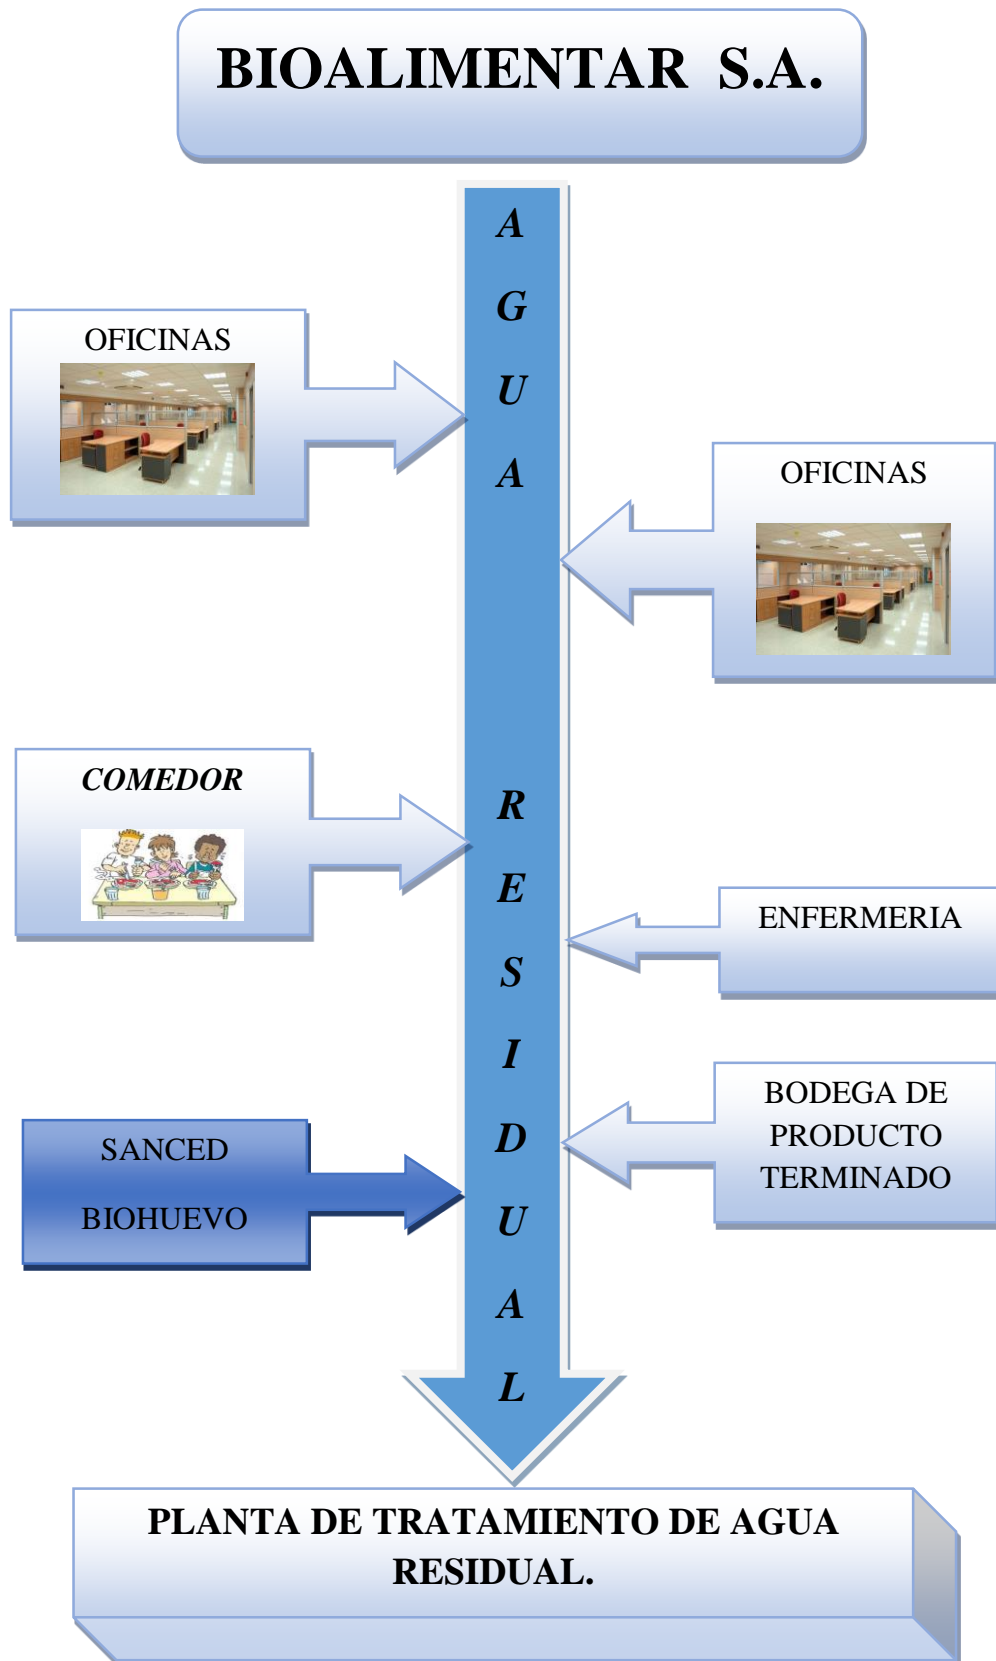 BIOALIMENTAR S.A.
A
G
U
A
R
E
S
I
D
U
A
L
OFICINAS
OFICINAS
COMEDOR
ENFERMERIA
BODEGA DE
PRODUCTO
TERMINADO
SANCED
BIOHUEVO
PLANTA DE TRATAMIENTO DE AGUA
RESIDUAL.